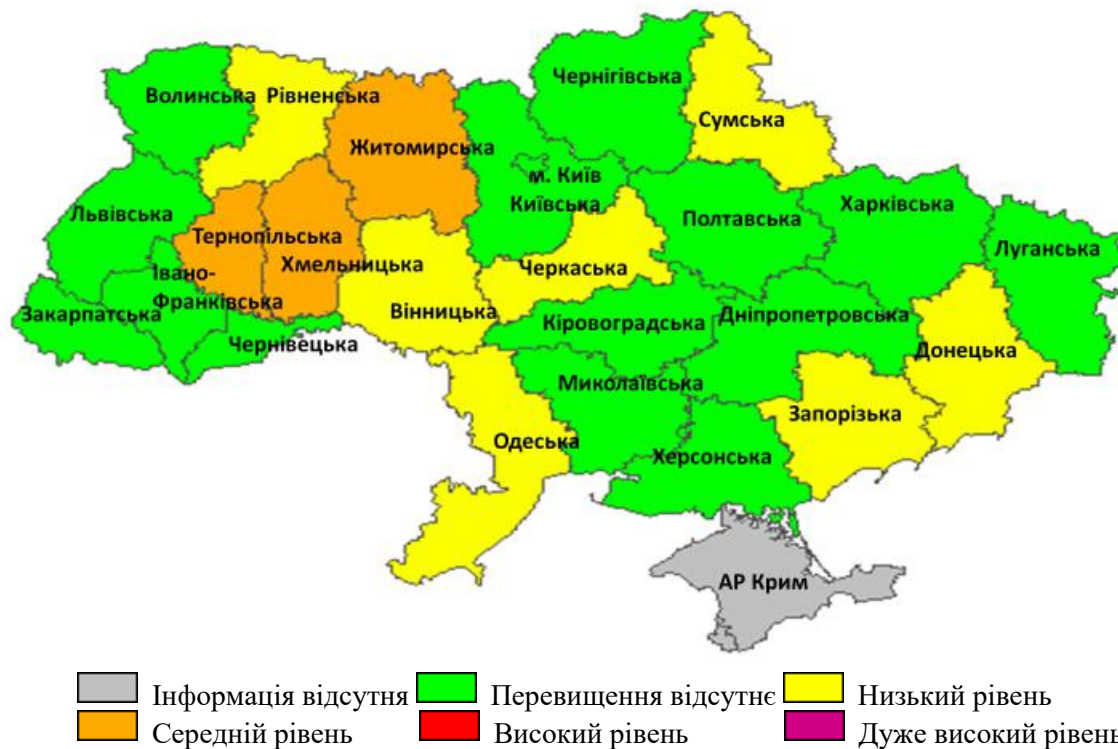 Чернігівська
Волинська
Рівненська
Сумська
Житомирська
м. Київ
Київська
Львівська
Полтавська
Харківська
Тернопільська
Луганська
Хмельницька
Черкаська
Івано-
Франківська
Закарпатська
Вінницька
Кіровоградська
Дніпропетровська
Чернівецька
Донецька
Миколаївська
Запорізька
Одеська
Херсонська
АР Крим
Інформація відсутня
Перевищення відсутнє
Низький рівень
Середній рівень
Високий рівень
Дуже високий рівень